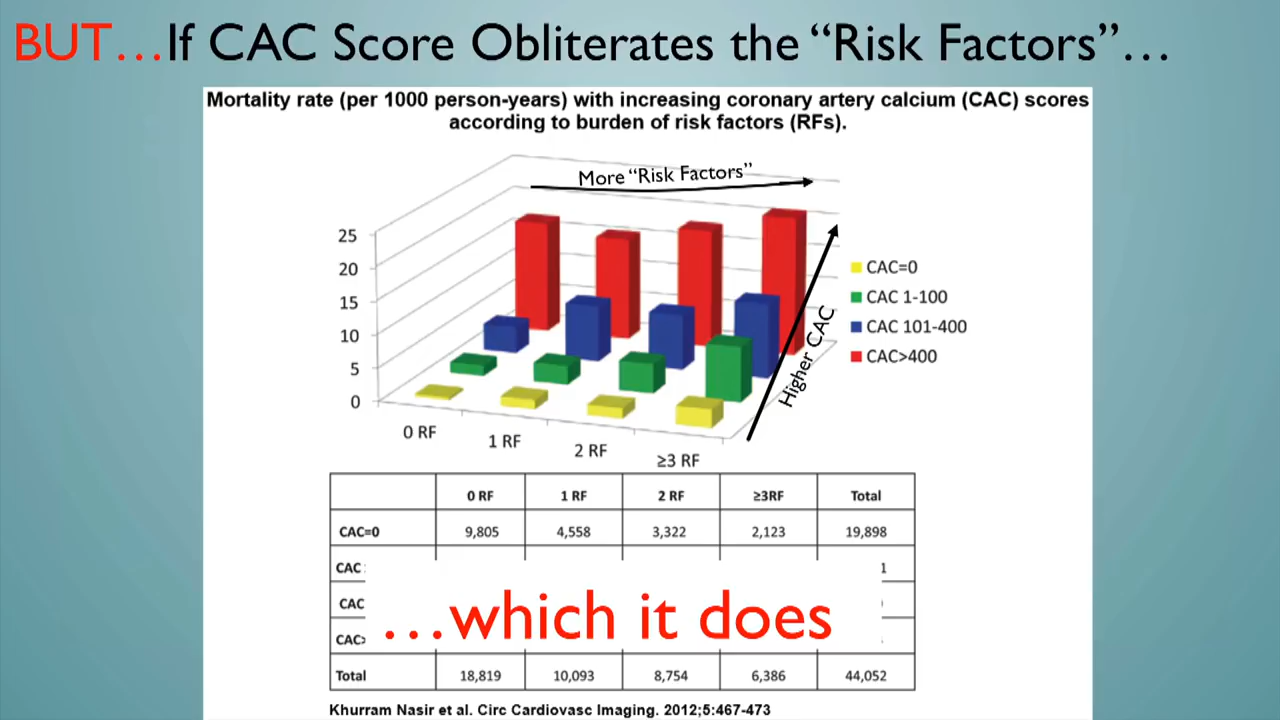 BUT…If CAC Score Obliterates the “Risk Factors”…
Mortality rate (per 1000 person-years) with increasing coronary artery calcium (CAC) scores
according to burden of risk factors (RFs).
More “Risk Factors”
25
20
15
10
5
0
Higher CAC
CAC=0
CAC 1-100
CAC 101-400
CAC>400
0 RF
1 RF
2 RF
≥3 RF
0 RF 1 RF 2 RF ≥3RF Total
CAC=0 9,805 4,558 3,322 2,123 19,898
CAC 1
CAC
CAC>
…which it does
Total 18,819 10,093 8,754 6,386 44,052
Khurram Nasir et al. Circ Cardiovasc Imaging. 2012;5:467-473